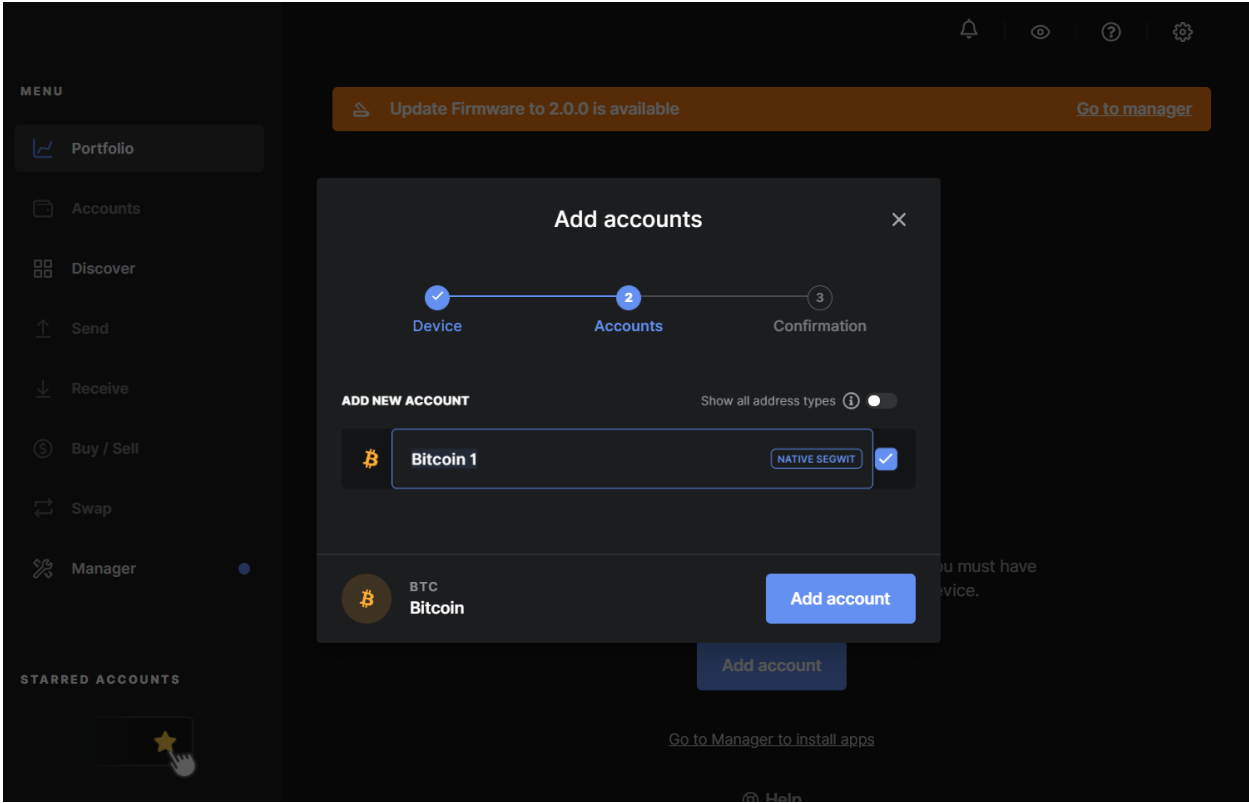 MENU
Portfolio
Accounts
Discover
Send
Receive
Buy / Sell
Swap
Manager
STARRED ACCOUNTS
Update Firmware to 2.0.0 is available
Go to manager
Add accounts
2
3
Device
Accounts
Confirmation
ADD NEW ACCOUNT
Show all address types
Bitcoin 1
NATIVE SEGWIT
BTC
Bitcoin
Add account
must have
Add account
Go to Manager to install apps
Help